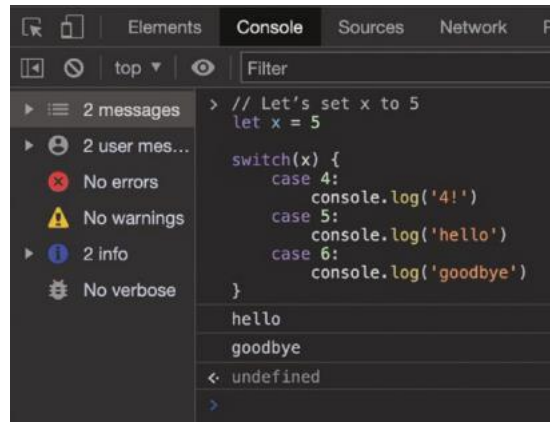 Elements Console Sources Network
top ▼ Filter
2 messages
2 user mes...
No errors
No warnings
2 info
No verbose
> // Let's set x to 5
let x = 5
switch(x) {
case 4:
console.log('4!')
case 5:
console.log('hello')
case 6:
console.log('goodbye')
}
hello
goodbye
undefined
>